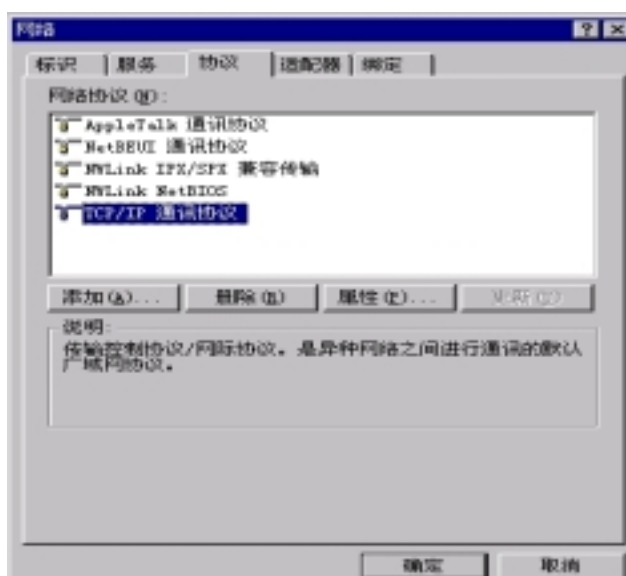 网络
标识 服务 协议 适配器 绑定
网络协议(N):
AppleTalk 通讯协议
NetBEUI 通讯协议
NWLink IPX/SPX 兼容传输
NWLink NetBIOS
TCP/IP 通讯协议
添加(A)... 删除(R) 属性(P)... 更新(U)
说明:
传输控制协议/网际协议。是异种网络之间进行通讯的默认
广域网协议。
确定 取消